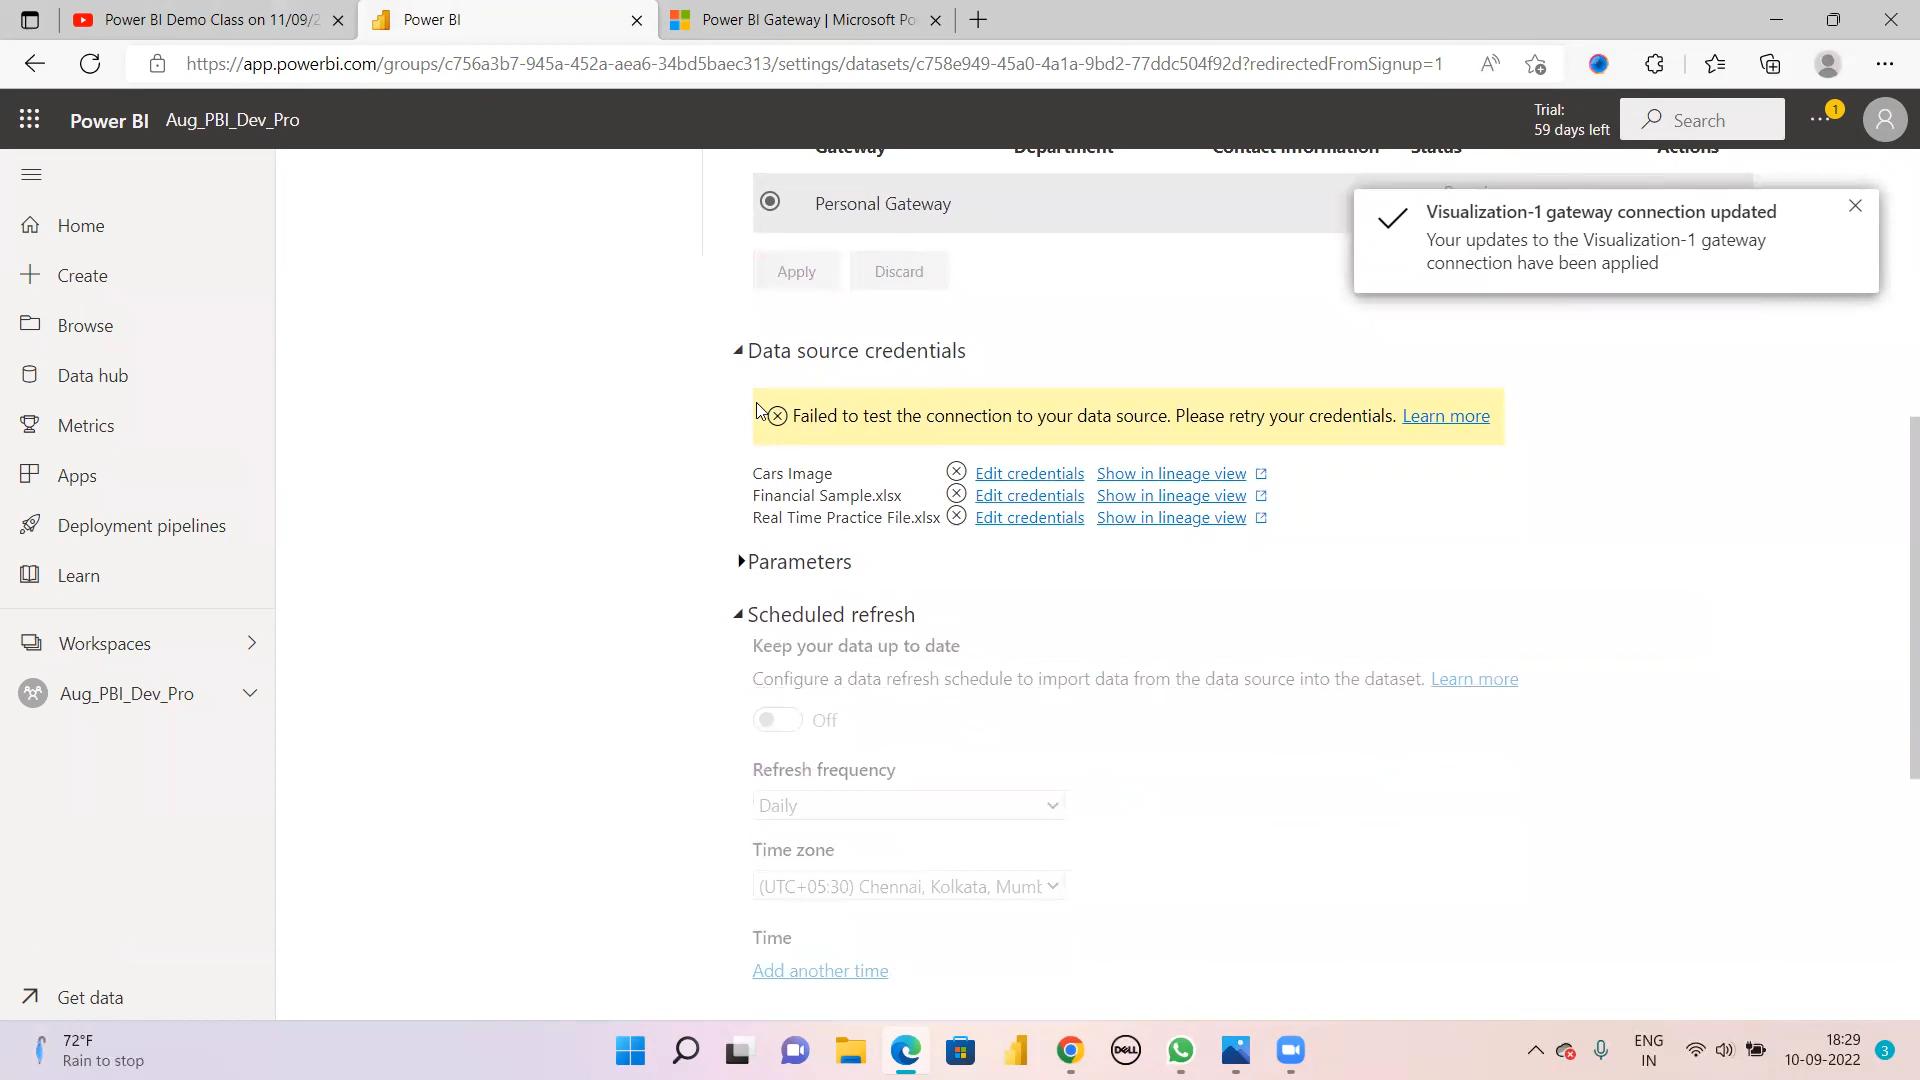 Power BI Demo Class on 11/09/2
Power BI
Power BI Gateway | Microsoft Po
https://app.powerbi.com/groups/c756a3b7-945a-452a-aea6-34bd5baec313/settings/datasets/c758e949-45a0-4a1a-9bd2-77ddc504f92d?redirectedFromSignup=1
Power BI Aug_PBI_Dev_Pro
Trial:
59 days left
Search
1
Gateway Department Contact information Status Actions
Personal Gateway
Visualization-1 gateway connection updated
Your updates to the Visualization-1 gateway
connection have been applied
Apply Discard
Home
Create
Browse
Data hub
Metrics
Apps
Deployment pipelines
Learn
Workspaces
Aug_PBI_Dev_Pro
Get data
Data source credentials
Failed to test the connection to your data source. Please retry your credentials. Learn more
Cars Image Edit credentials Show in lineage view
Financial Sample.xlsx Edit credentials Show in lineage view
Real Time Practice File.xlsx Edit credentials Show in lineage view
Parameters
Scheduled refresh
Keep your data up to date
Configure a data refresh schedule to import data from the data source into the dataset. Learn more
Off
Refresh frequency
Daily
Time zone
(UTC+05:30) Chennai, Kolkata, Mumb
Time
Add another time
72°F
Rain to stop
DELL
ENG
IN
18:29
10-09-2022
3